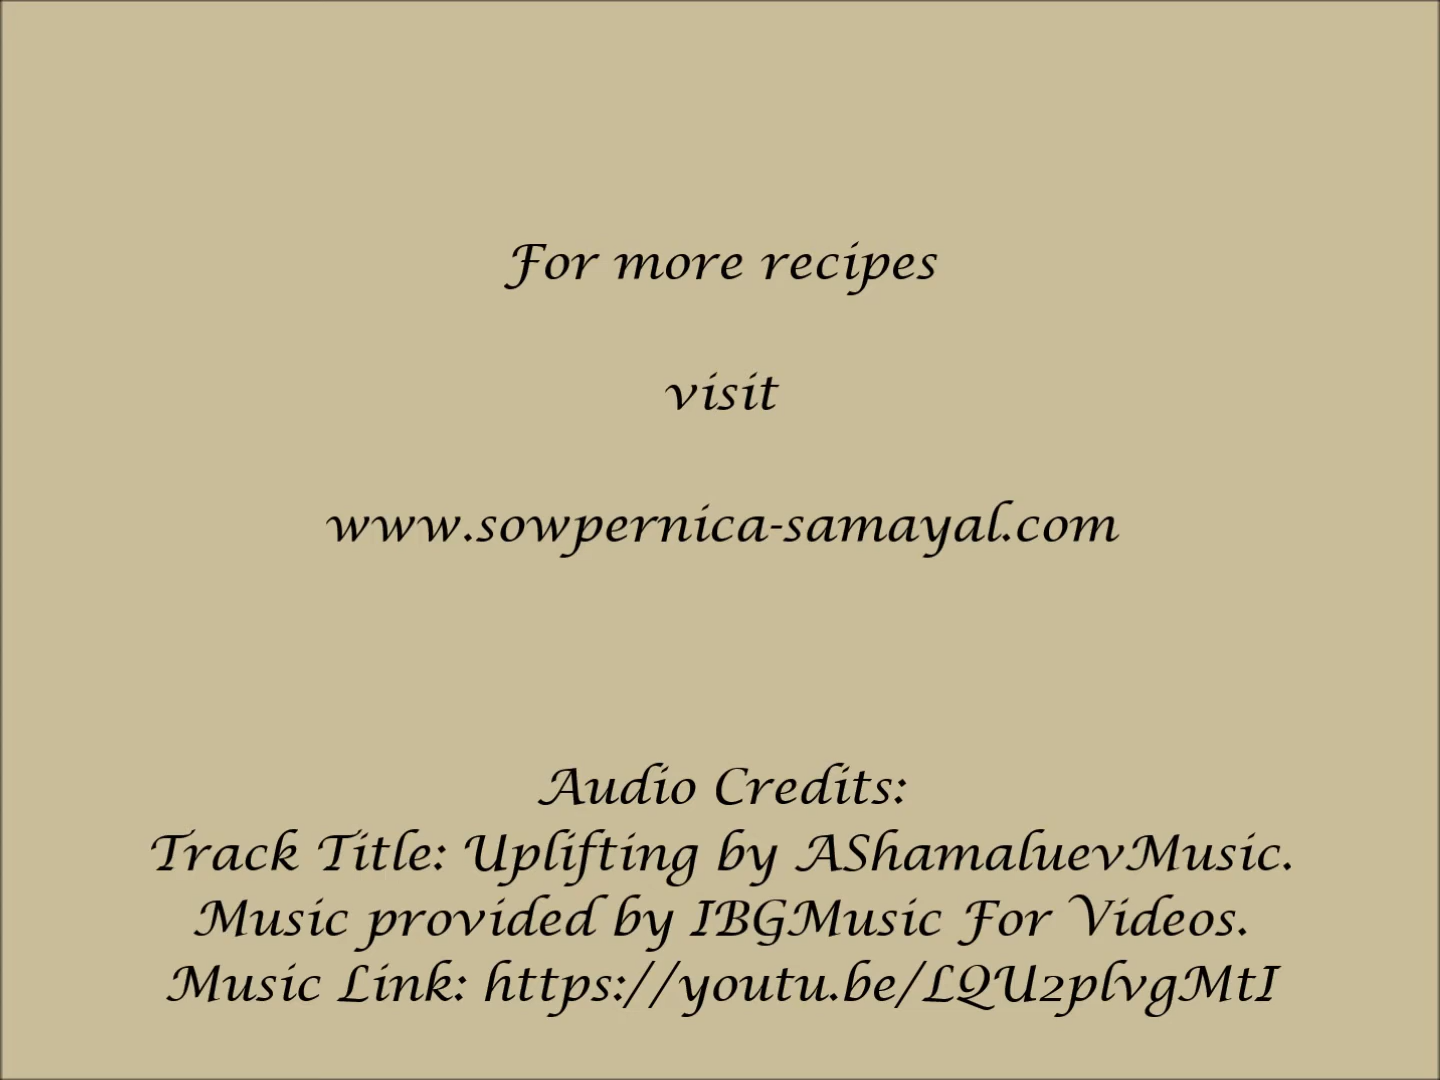 For more recipes
visit
www.sowpernica-samayal.com
Audio Credits:
Track Title: Uplifting by AShamaluevMusic.
Music provided by IBGMusic For Videos.
Music Link: https://youtu.be/LQU2plvgMtI